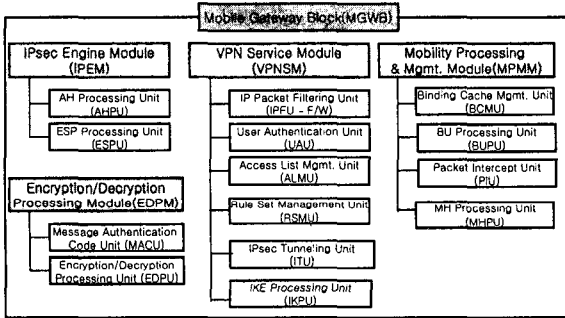 Mobile Gateway Block(MGWB)
IPsec Engine Module
(IPEM)
AH Processing Unit
(AHPU)
ESP Processing Unit
(ESPU)
Encryption/Decryption
Processing Module(EDPM)
Message Authentication
Code Unit (MACU)
Encryption/Decryption
Processing Unit (EDPU)
VPN Service Module
(VPNSM)
IP Packet Filtering Unit
(IPFU - F/W)
User Authentication Unit
(UAU)
Access List Mgmt. Unit
(ALMU)
Rule Set Management Unit
(RSMU)
IPsec Tunneling Unit
(ITU)
IKE Processing Unit
(IKPU)
Mobility Processing
& Mgmt. Module(MPMM)
Binding Cache Mgmt. Unit
(BCMU)
BU Processing Unit
(BUPU)
Packet Intercept Unit
(PIU)
MH Processing Unit
(MHPU)